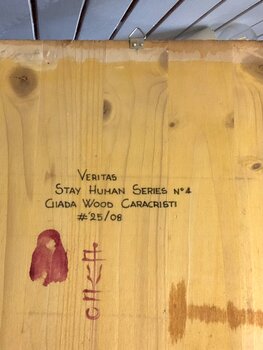 VERITAS
STAY HUMAN SERIES N°4
GIADA WOOD CARACRISTI
#25/08